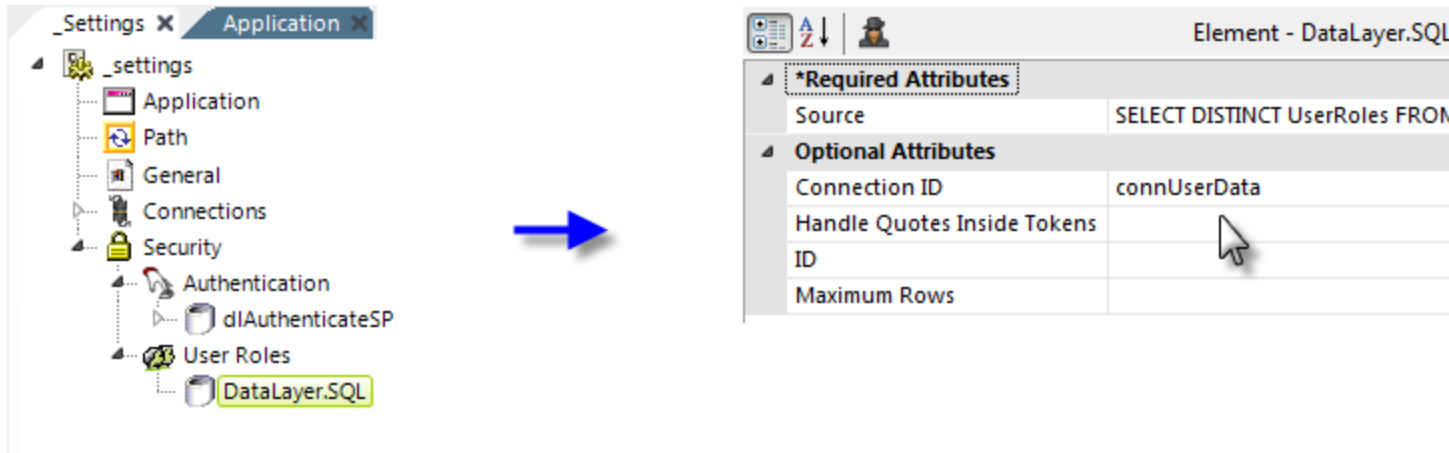 _Settings
Application
_settings
Application
Path
General
Connections
Security
Authentication
dlAuthenticateSP
User Roles
DataLayer.SQL
A
Z
Element - DataLayer.SQL
*Required Attributes
Source SELECT DISTINCT UserRoles FROM
Optional Attributes
Connection ID connUserData
Handle Quotes Inside Tokens
ID
Maximum Rows